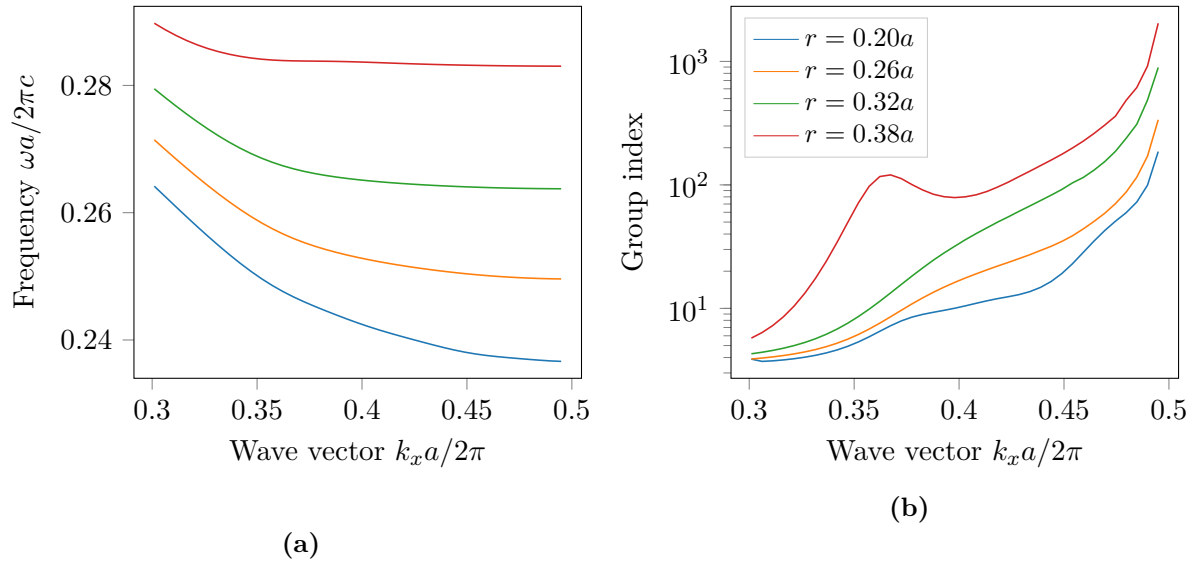 0.28
0.26
0.24
0.3 0.35 0.4 0.45 0.5
Wave vector kₓa/2π
Frequency ωa/2πc
(a)
r = 0.20a
r = 0.26a
r = 0.32a
r = 0.38a
10³
10²
10¹
0.3 0.35 0.4 0.45 0.5
Wave vector kₓa/2π
Group index
(b)